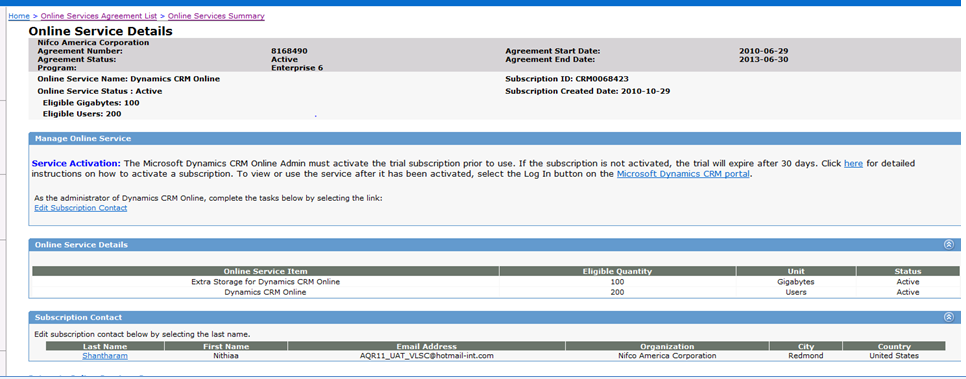 Home > Online Services Agreement List > Online Services Summary
Online Service Details
Nifco America Corporation
Agreement Number: 8168490 Agreement Start Date: 2010-06-29
Agreement Status: Active Agreement End Date: 2013-06-30
Program: Enterprise 6
Online Service Name: Dynamics CRM Online Subscription ID: CRM0068423
Online Service Status : Active Subscription Created Date: 2010-10-29
Eligible Gigabytes: 100
Eligible Users: 200
Manage Online Service
Service Activation: The Microsoft Dynamics CRM Online Admin must activate the trial subscription prior to use. If the subscription is not activated, the trial will expire after 30 days. Click here for detailed
instructions on how to activate a subscription. To view or use the service after it has been activated, select the Log In button on the Microsoft Dynamics CRM portal.
As the administrator of Dynamics CRM Online, complete the tasks below by selecting the link:
Edit Subscription Contact
Online Service Details
Online Service Item Eligible Quantity Unit Status
Extra Storage for Dynamics CRM Online 100 Gigabytes Active
Dynamics CRM Online 200 Users Active
Subscription Contact
Edit subscription contact below by selecting the last name.
Last Name First Name Email Address Organization City Country
Shantharam Nithiaa AQR11_UAT_VLSC@hotmail-int.com Nifco America Corporation Redmond United States